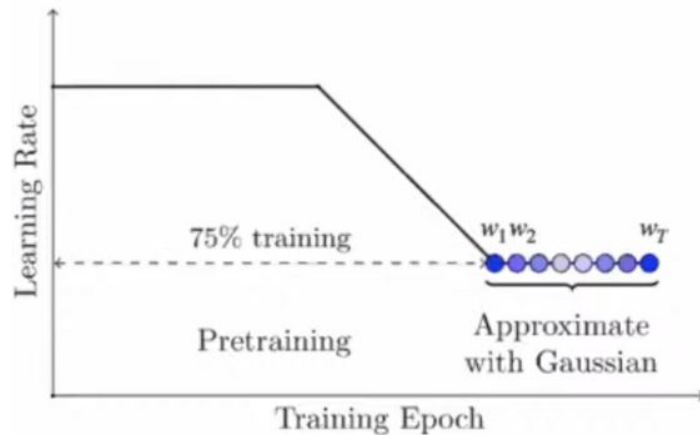 Learning Rate
w1 w2
wT
75% training
Pretraining
Approximate
with Gaussian
Training Epoch